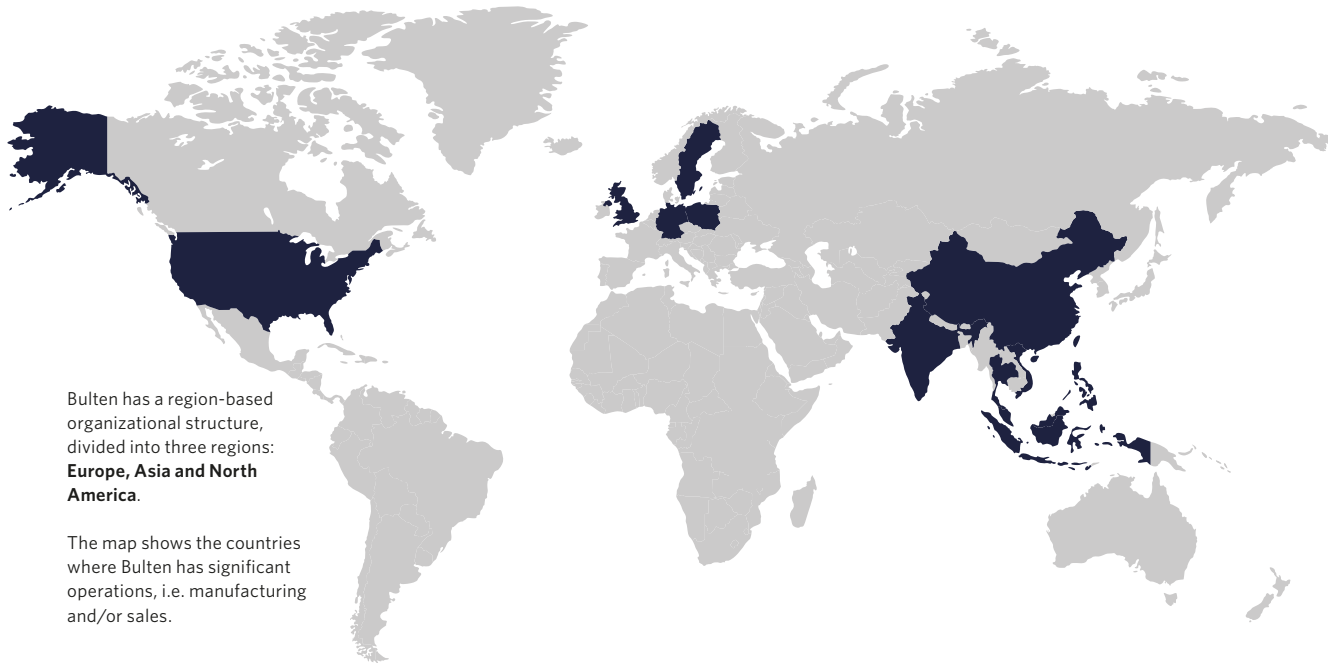 Bulten has a region-based
organizational structure,
divided into three regions:
Europe, Asia and North
America.
The map shows the countries
where Bulten has significant
operations, i.e. manufacturing
and/or sales.